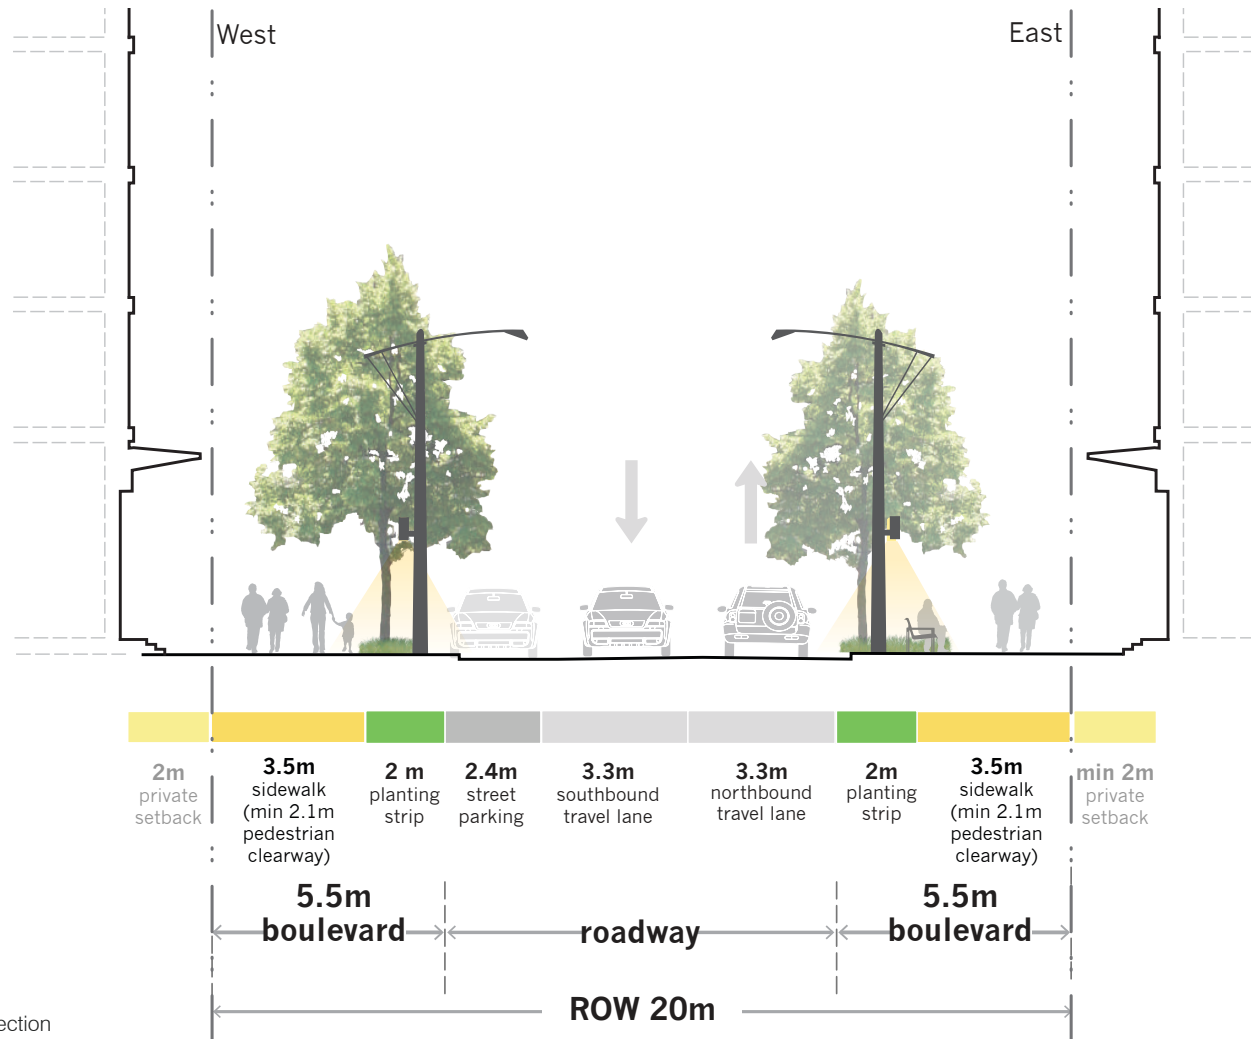 West
East
2m
private
setback
3.5m
sidewalk
(min 2.1m
pedestrian
clearway)
2 m
planting
strip
2.4m
street
parking
3.3m
southbound
travel lane
3.3m
northbound
travel lane
2m
planting
strip
3.5m
sidewalk
(min 2.1m
pedestrian
clearway)
min 2m
private
setback
5.5m
boulevard
roadway
5.5m
boulevard
ROW 20m
ection